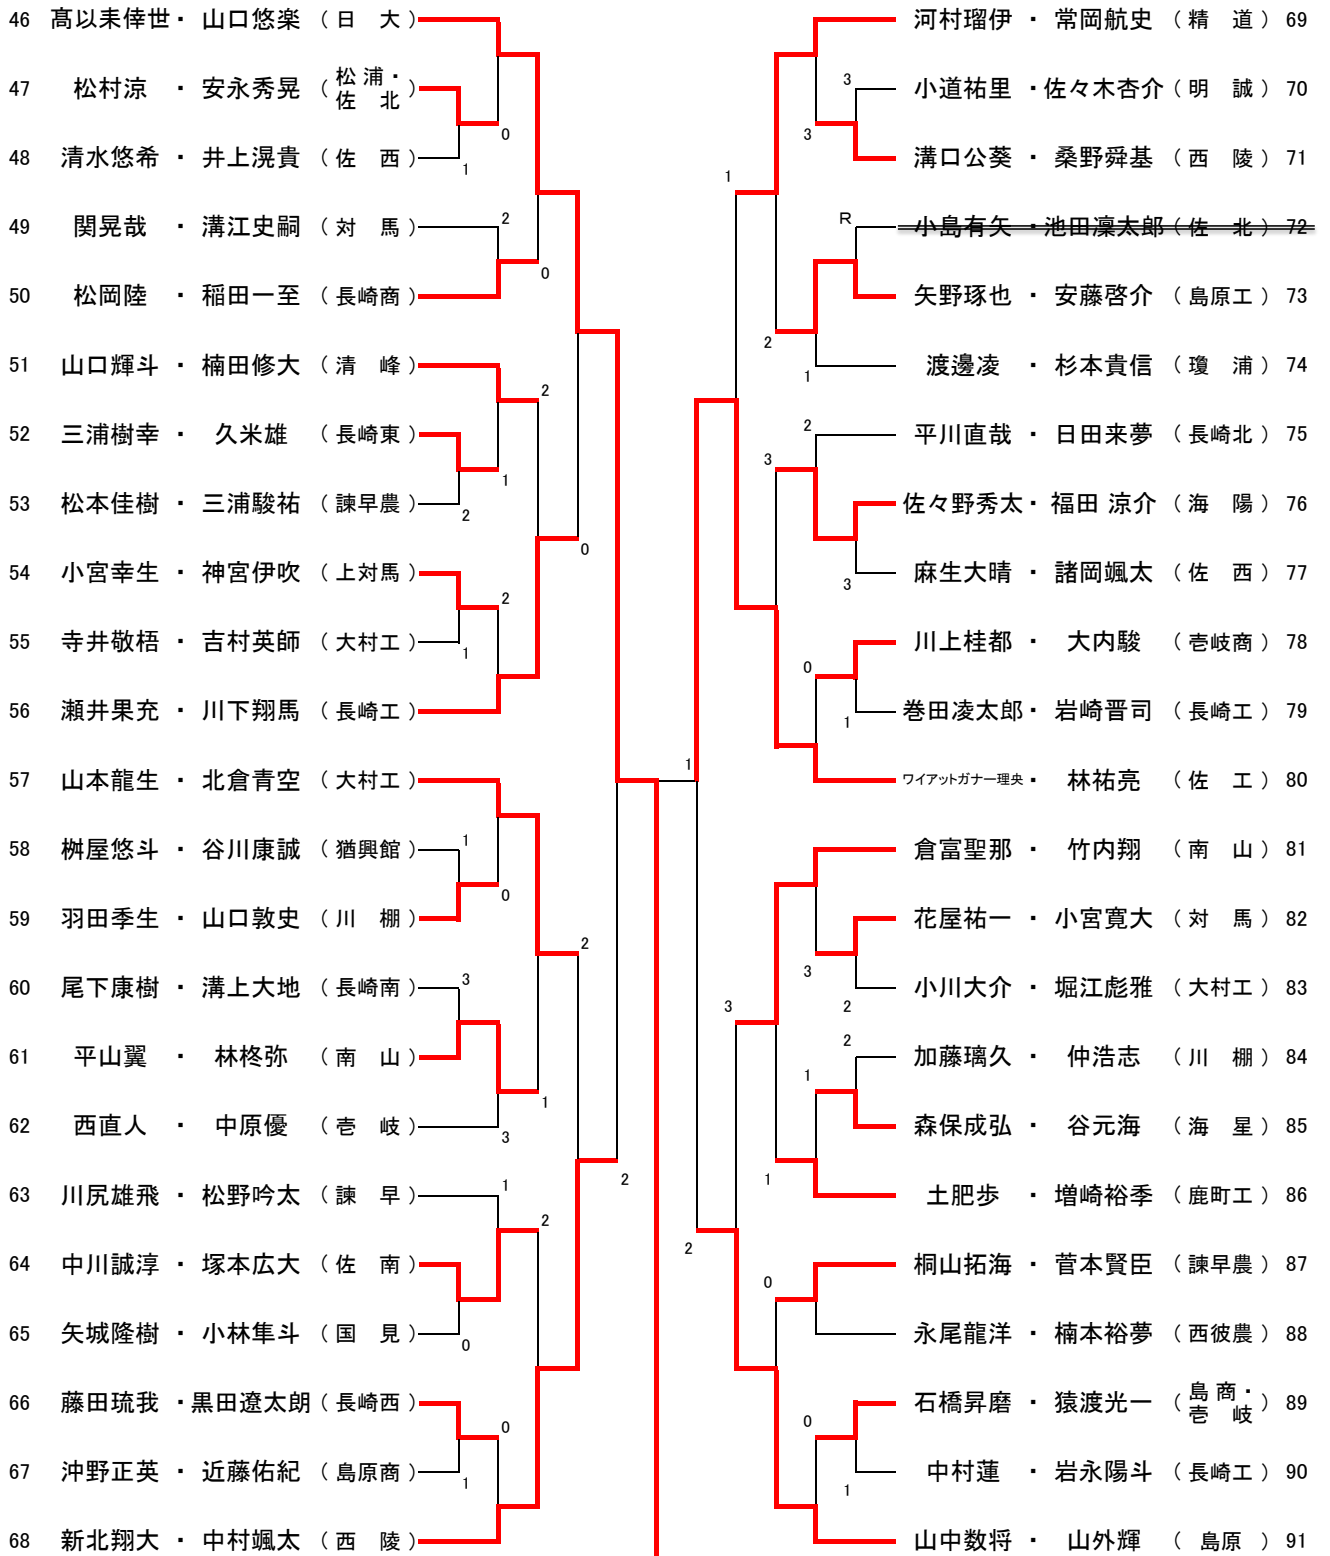 46 髙以耒倖世・山口悠楽（日 大）
47 松村涼・安永秀晃（松浦・佐北）
48 清水悠希・井上滉貴（佐 西）
49 関晃哉・溝江史嗣（対 馬）
50 松岡陸・稲田一至（長崎商）
51 山口輝斗・楠田修大（清 峰）
52 三浦樹幸・久米雄（長崎東）
53 松本佳樹・三浦駿祐（諫早農）
54 小宮幸生・神宮伊吹（上対馬）
55 寺井敬梧・吉村英師（大村工）
56 瀬井果充・川下翔馬（長崎工）
57 山本龍生・北倉青空（大村工）
58 桝屋悠斗・谷川康誠（猶興館）
59 羽田季生・山口敦史（川 棚）
60 尾下康樹・溝上大地（長崎南）
61 平山翼・林柊弥（南 山）
62 西直人・中原優（壱 岐）
63 川尻雄飛・松野吟太（諫 早）
64 中川誠淳・塚本広大（佐 南）
65 矢城隆樹・小林隼斗（国 見）
66 藤田琉我・黒田遼太朗（長崎西）
67 沖野正英・近藤佑紀（島原商）
68 新北翔大・中村颯太（西 陵）
0
1
2
0
2
1
2
0
2
1
1
0
2
3
1
3
1
2
2
0
0
1
1
河村瑠伊・常岡航史（精 道）69
小道祐里・佐々木杏介（明 誠）70
溝口公葵・桑野舜基（西 陵）71
小島有矢・池田凜太郎（佐 北）72
矢野琢也・安藤啓介（島原工）73
渡邊凌・杉本貴信（瓊 浦）74
平川直哉・日田来夢（長崎北）75
佐々野秀太・福田 涼介（海 陽）76
麻生大晴・諸岡颯太（佐 西）77
川上桂都・大内駿（壱岐商）78
巻田凌太郎・岩崎晋司（長崎工）79
ワイアットガナー理央・林祐亮（佐 工）80
倉富聖那・竹内翔（南 山）81
花屋祐一・小宮寛大（対 馬）82
小川大介・堀江彪雅（大村工）83
加藤璃久・仲浩志（川 棚）84
森保成弘・谷元海（海 星）85
土肥歩・増崎裕季（鹿町工）86
桐山拓海・菅本賢臣（諫早農）87
永尾龍洋・楠本裕夢（西彼農）88
石橋昇磨・猿渡光一（島商・壱岐）89
中村蓮・岩永陽斗（長崎工）90
山中数将・山外輝（島原）91
3
3
1
R
2
1
2
3
3
0
1
3
2
3
2
1
1
2
0
0
1